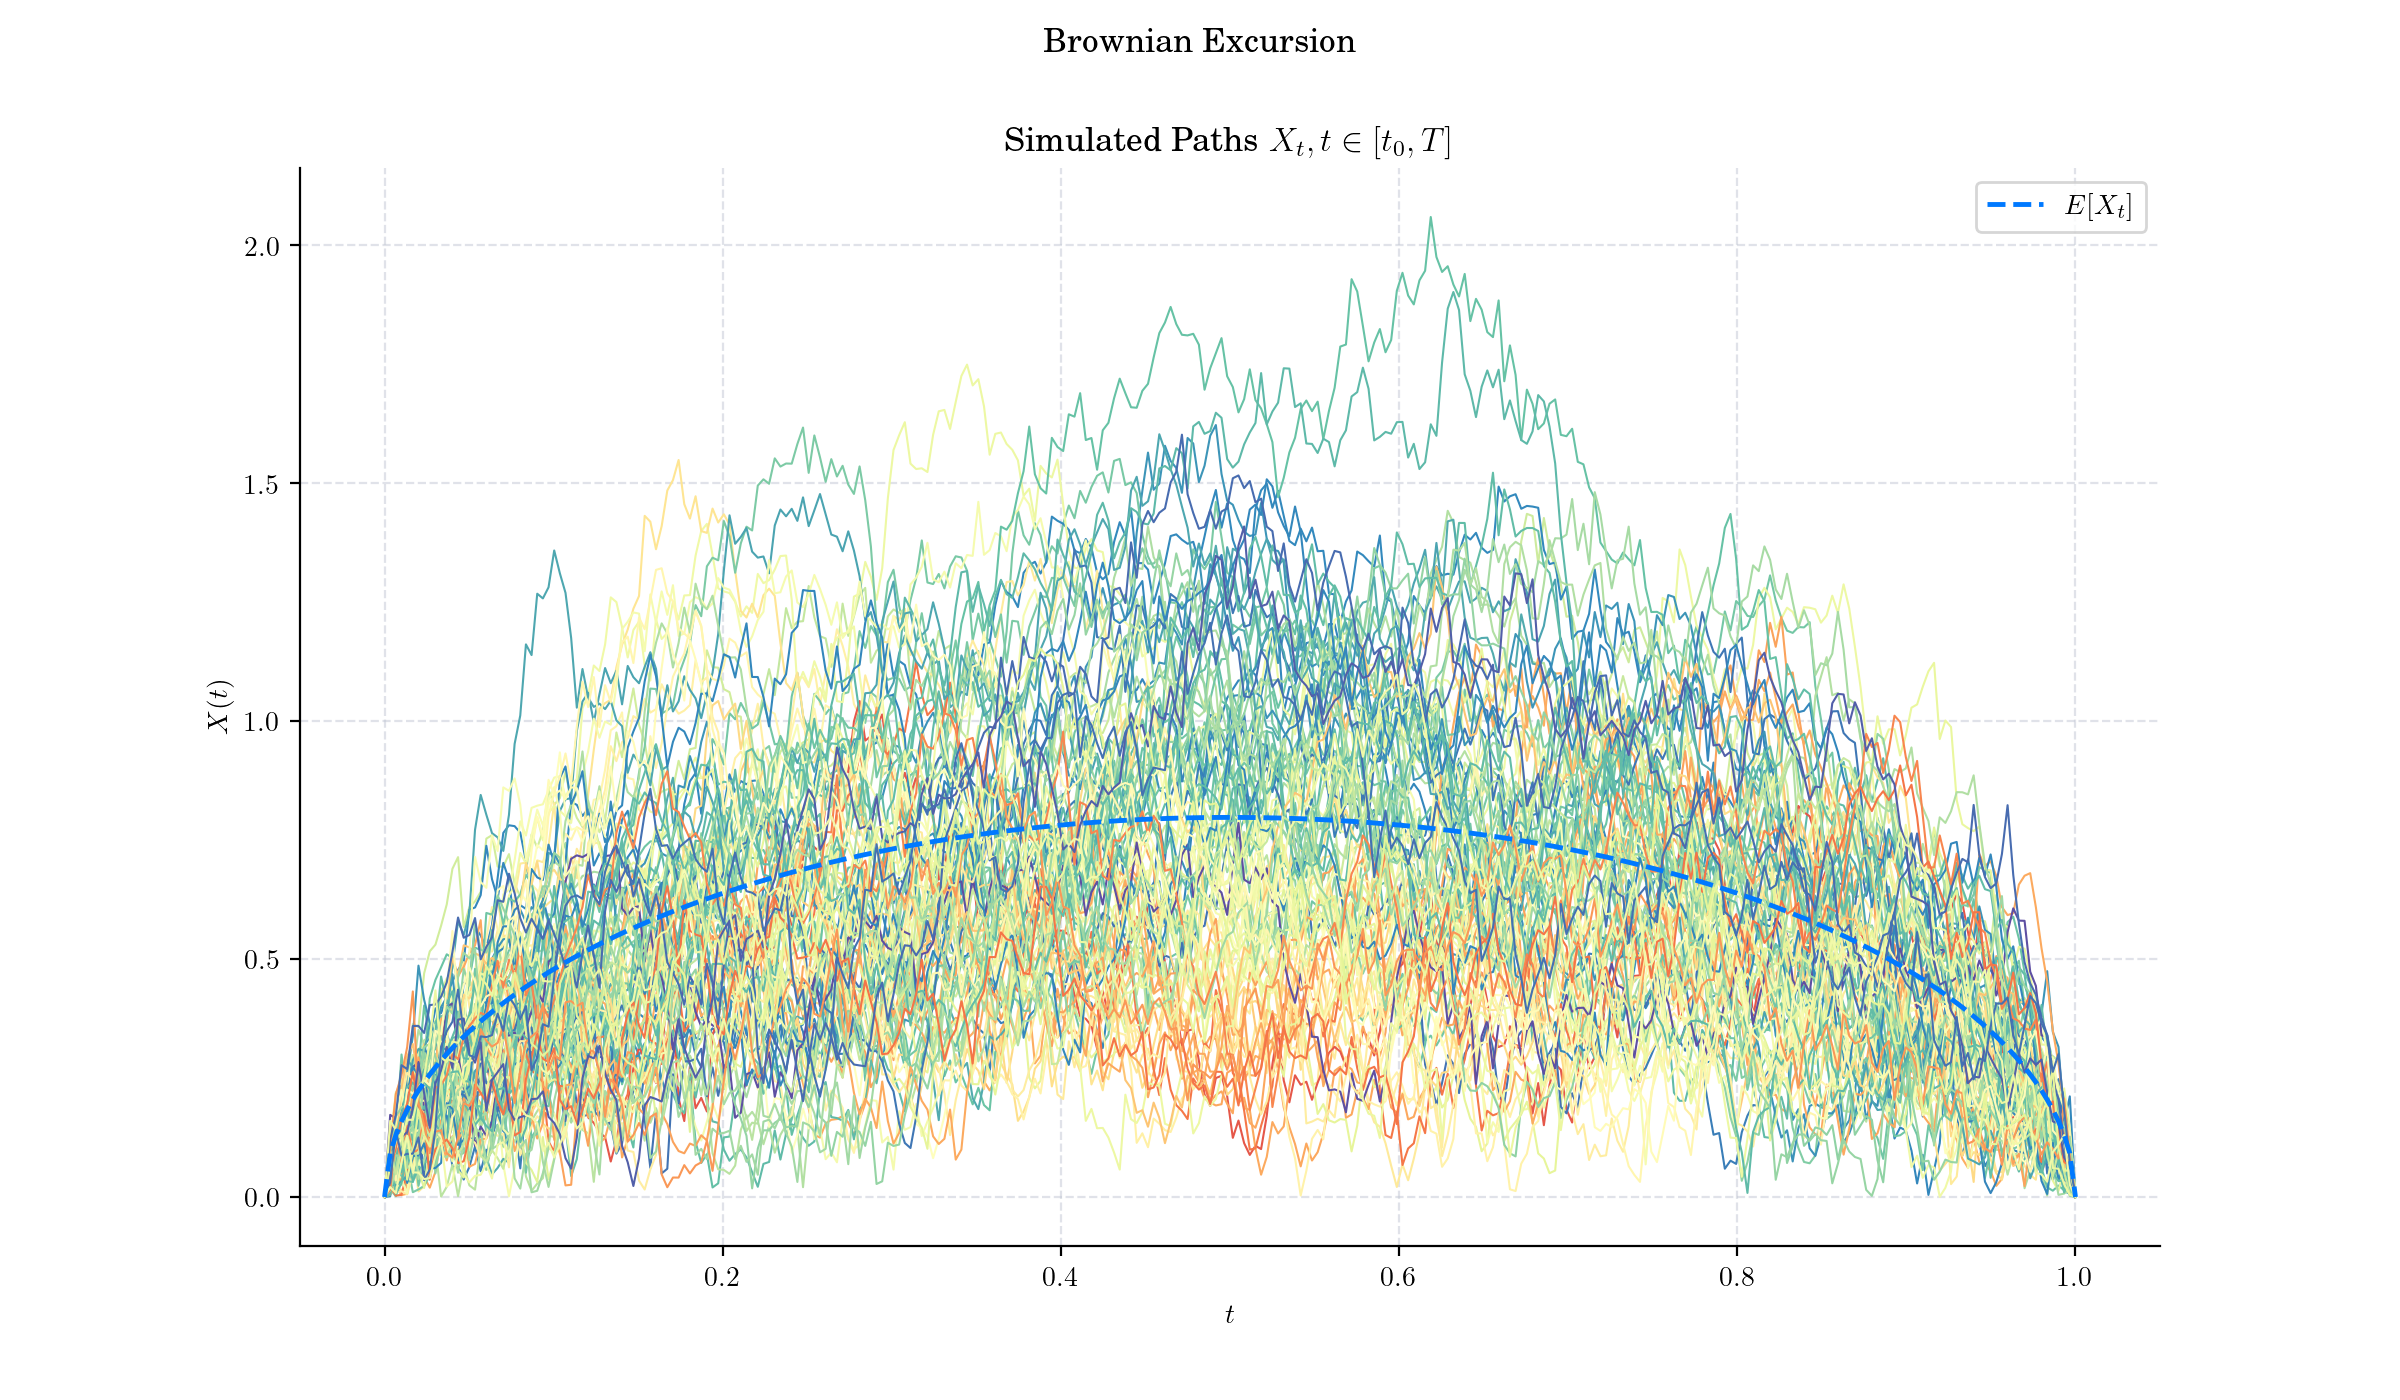 Brownian Excursion
Simulated Paths $X_t, t \in [t_0, T]$
$E[X_t]$
2.0
1.5
1.0
0.5
0.0
$X(t)$
0.0 0.2 0.4 0.6 0.8 1.0
$t$